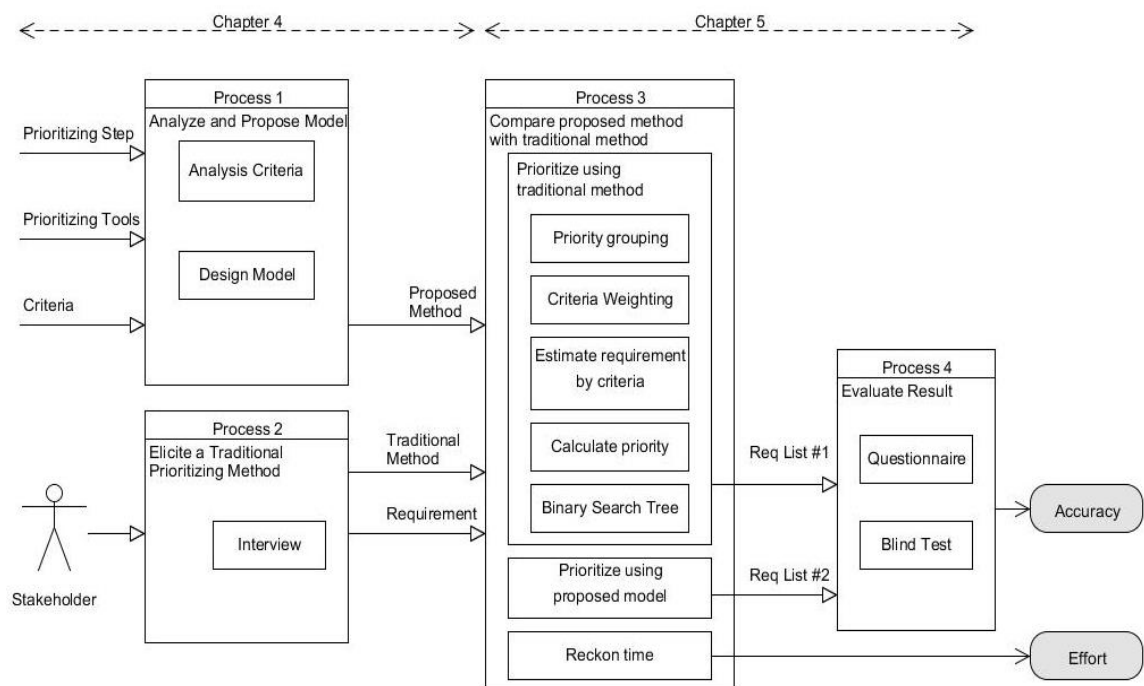 Chapter 4
Chapter 5
Process 1
Analyze and Propose Model
Prioritizing Step
Analysis Criteria
Prioritizing Tools
Design Model
Criteria
Proposed
Method
Process 2
Elicite a Traditional
Prioritizing Method
Interview
Stakeholder
Traditional
Method
Requirement
Process 3
Compare proposed method
with traditional method
Prioritize using
traditional method
Priority grouping
Criteria Weighting
Estimate requirement
by criteria
Calculate priority
Binary Search Tree
Prioritize using
proposed model
Reckon time
Req List #1
Req List #2
Process 4
Evaluate Result
Questionnaire
Blind Test
Accuracy
Effort